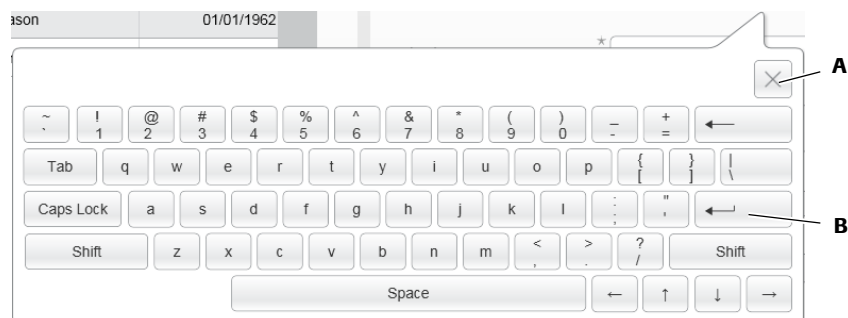 ason 01/01/1962
*
A
~ ! @ # $ % ^ & * ( ) _ +
` 1 2 3 4 5 6 7 8 9 0 - = ←
Tab q w e r t y i u o p { } |
[ ] \
Caps Lock a s d f g h j k l : " ↵
; '
B
Shift z x c v b n m < > ? Shift
, . /
Space ← ↑ ↓ →